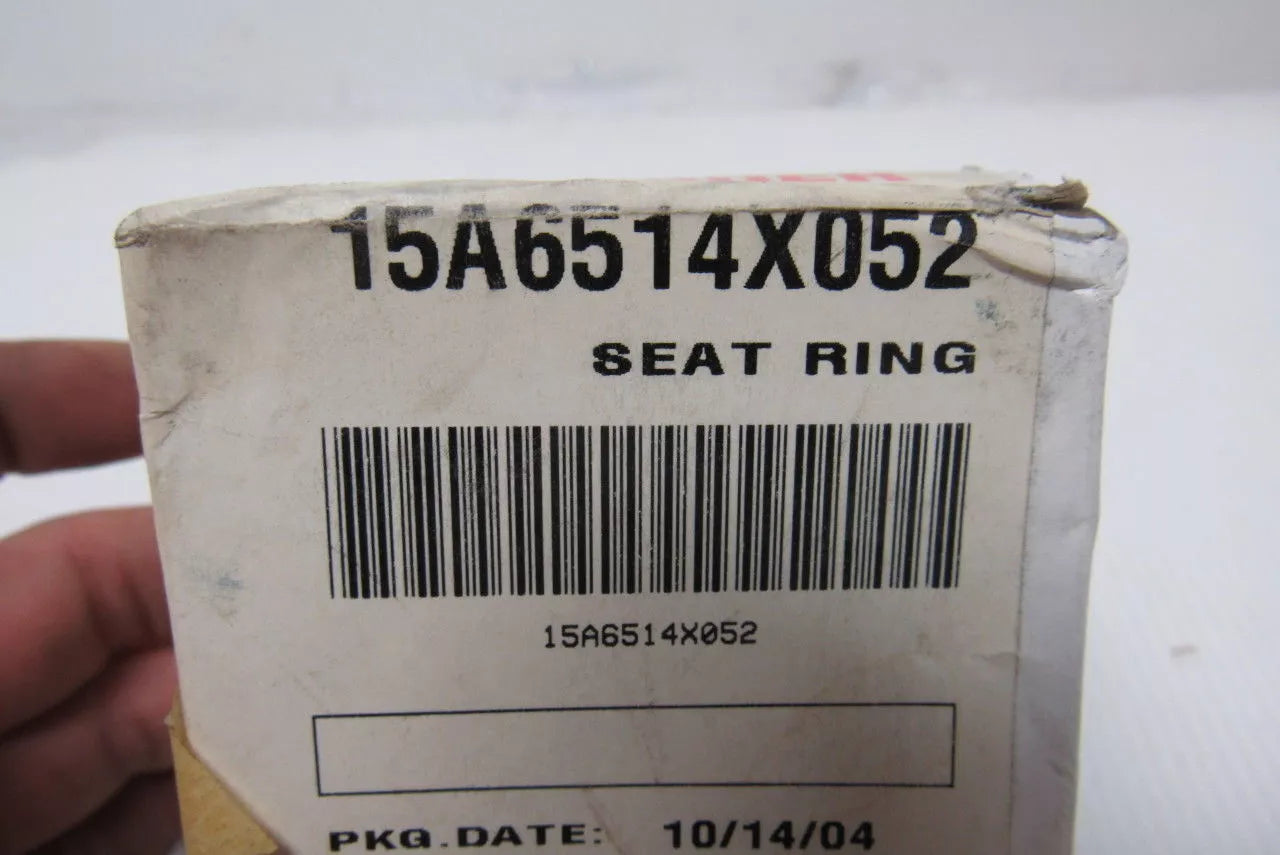 15A6514X052
SEAT RING
15A6514X052
PKG.DATE: 10/14/04